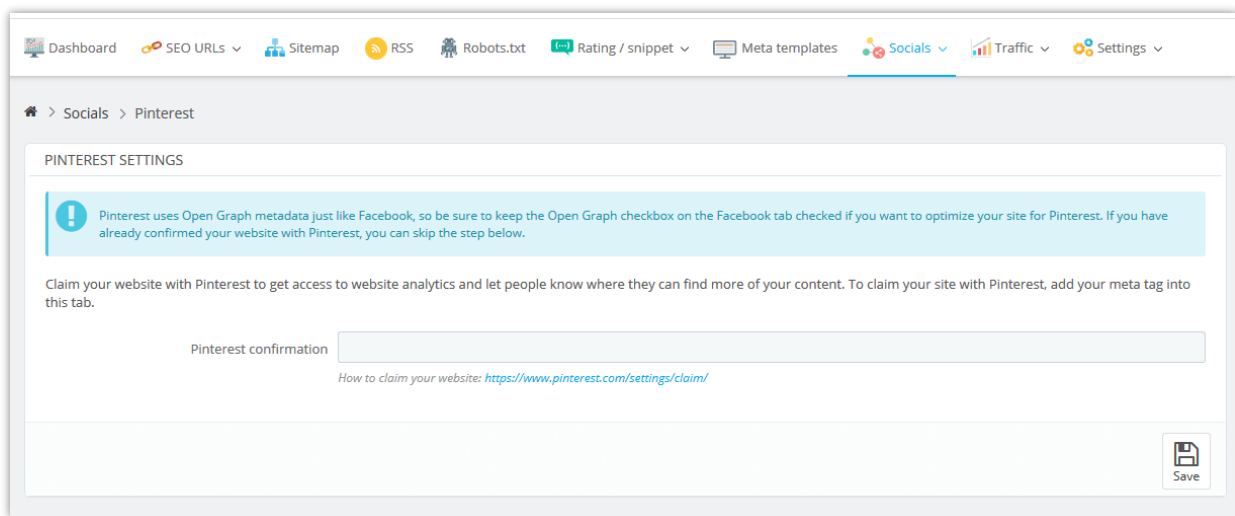 Dashboard SEO URLs Sitemap RSS Robots.txt Rating / snippet Meta templates Socials Traffic Settings
> Socials > Pinterest
PINTEREST SETTINGS
Pinterest uses Open Graph metadata just like Facebook, so be sure to keep the Open Graph checkbox on the Facebook tab checked if you want to optimize your site for Pinterest. If you have
already confirmed your website with Pinterest, you can skip the step below.
Claim your website with Pinterest to get access to website analytics and let people know where they can find more of your content. To claim your site with Pinterest, add your meta tag into
this tab.
Pinterest confirmation
How to claim your website: https://www.pinterest.com/settings/claim/
Save